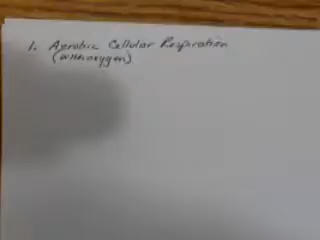 1. Aerobic Cellular Respiration
(with oxygen)